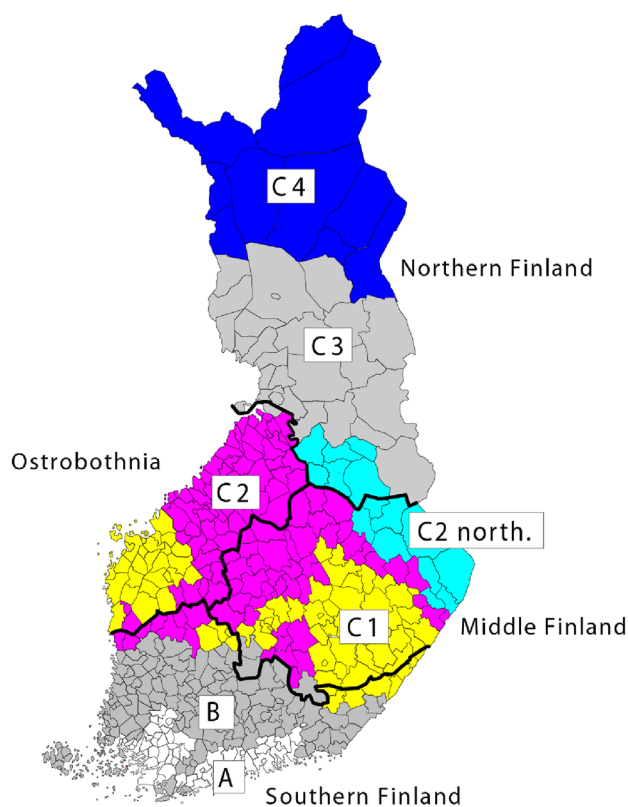 C4
Northern Finland
C3
Ostrobothnia
C2
C2 north.
C1
Middle Finland
B
A
Southern Finland